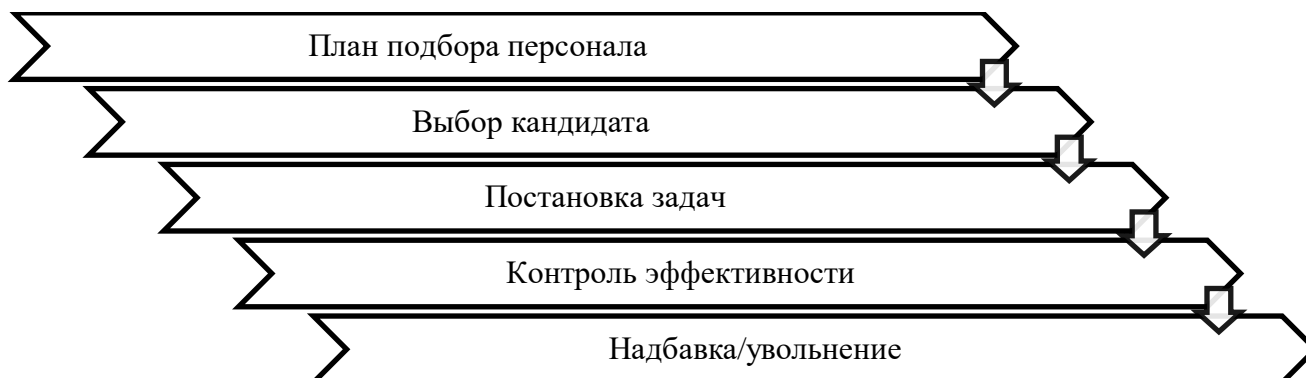 План подбора персонала
Выбор кандидата
Постановка задач
Контроль эффективности
Надбавка/увольнение